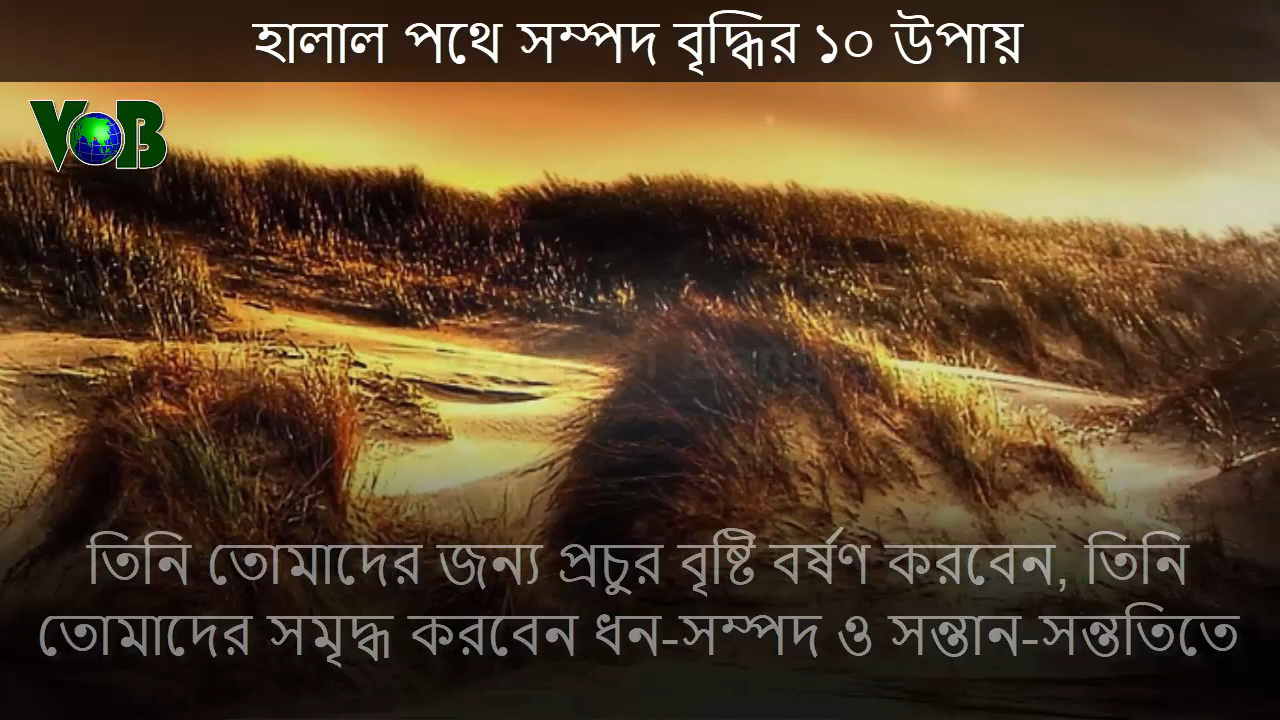 হালাল পথে সম্পদ বৃদ্ধির ১০ উপায়
VOB
তিনি তোমাদের জন্য প্রচুর বৃষ্টি বর্ষণ করবেন, তিনি
তোমাদের সমৃদ্ধ করবেন ধন-সম্পদ ও সন্তান-সন্ততিতে